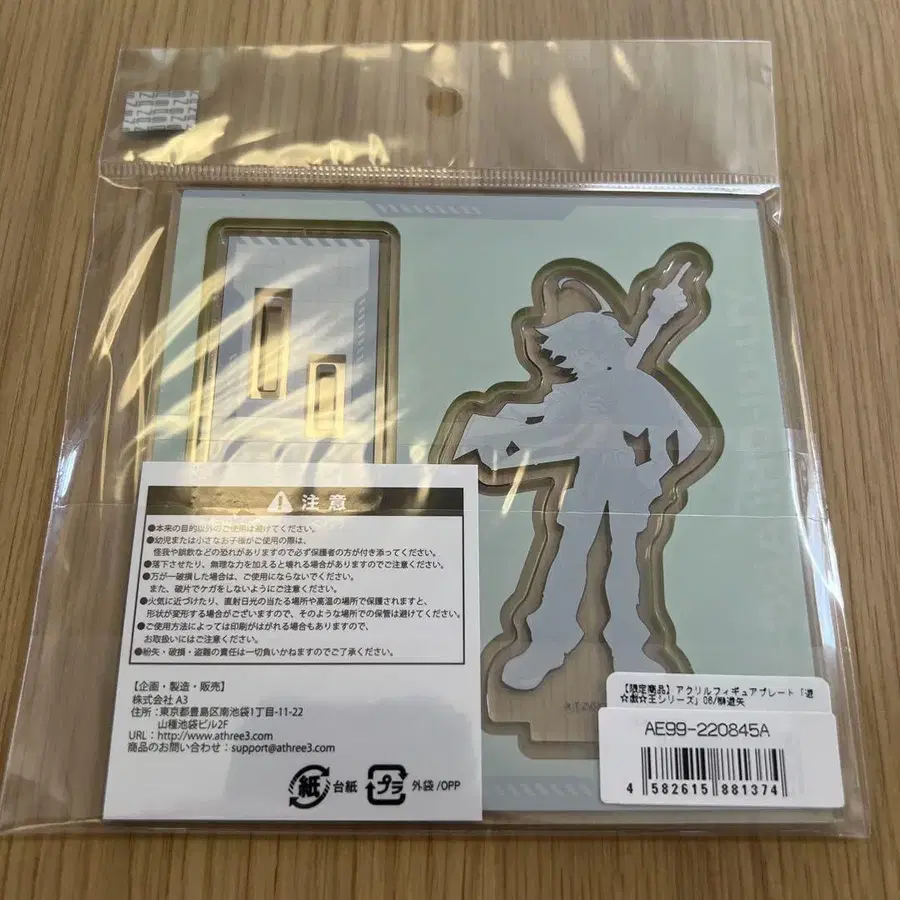 注意
●本来の目的以外のご使用は避けてください。
●幼児または小さなお子様がご使用の際は、
怪我や誤飲などの恐れがありますので必ず保護者の方が付き添ってください。
●落下させたり、無理な力を加えると壊れる場合がありますのでご注意ください。
●万が一破損した場合は、ご使用にならないでください。
また、破片でケガをしないようにご注意ください。
●火気に近づけたり、直射日光の当たる場所や高温の場所で保護されますと、
形状が変形する場合がございますので、そのような場所での保管は避けてください。
●ご使用方法によっては印刷がはがれる場合もありますので、
お取扱いにはご注意ください。
●紛失・破損・盗難の責任は一切負いかねますのでご了承ください。
【企画・製造・販売】
株式会社 A3
住所：東京都豊島区南池袋1丁目-11-22
山種池袋ビル2F
URL：http://www.athree3.com
商品のお問い合わせ：support@athree3.com
紙 台紙 プラ 外袋/OPP
【限定商品】アクリルフィギュアプレート「遊
☆戯☆王シリーズ」06/榊遊矢
AE99-220845A
4 582615 881374